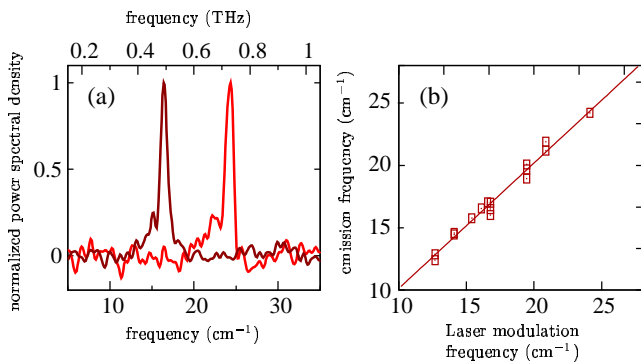 frequency (THz)
0.2 0.4 0.6 0.8 1
normalized power spectral density
1
0.5
0
(a)
10 20 30
frequency (cm−1)
emission frequency (cm−1)
25
20
15
10
(b)
10 15 20 25
Laser modulation
frequency (cm−1)